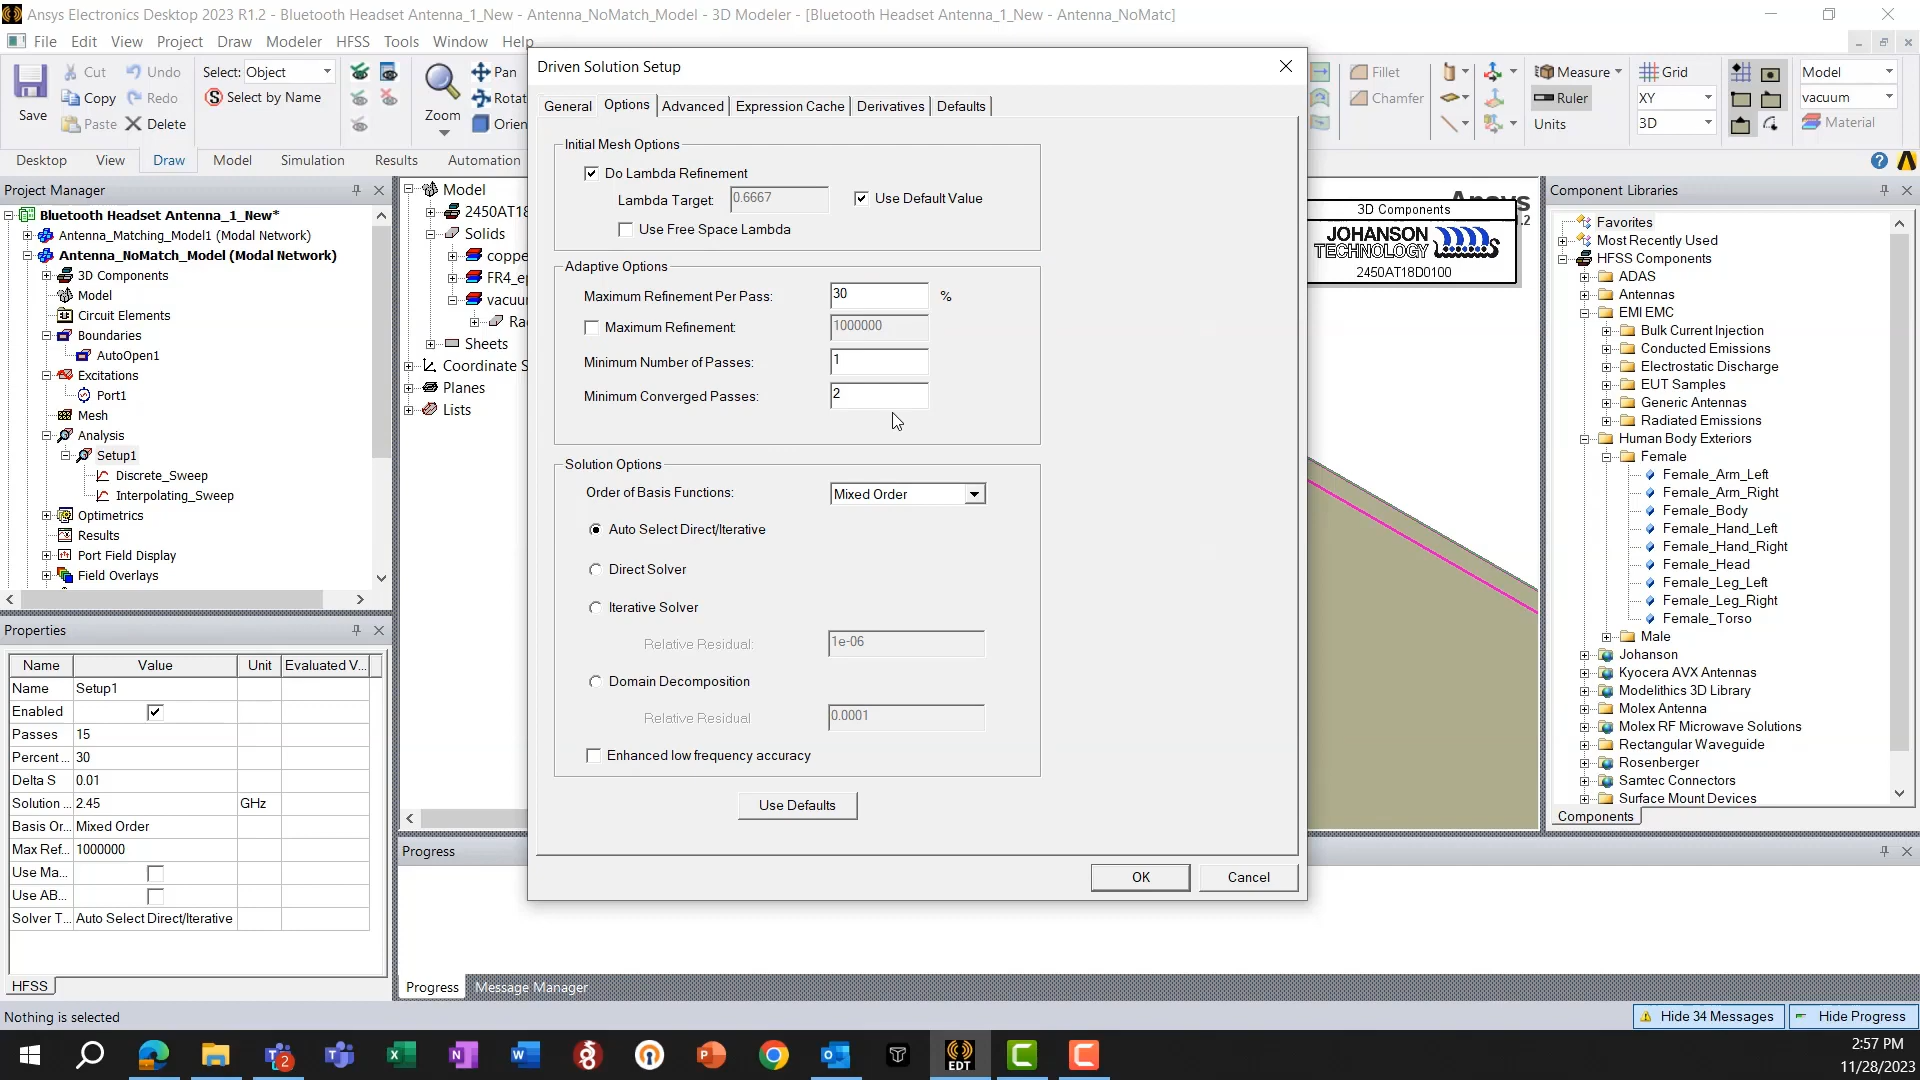 Ansys Electronics Desktop 2023 R1.2 - Bluetooth Headset Antenna_1_New - Antenna_NoMatch_Model - 3D Modeler - [Bluetooth Headset Antenna_1_New - Antenna_NoMatc]
File Edit View Project Draw Modeler HFSS Tools Window Help
Save
Cut
Copy
Paste
Undo
Redo
Delete
Select: Object
Select by Name
Zoom
Pan
Rotat
Orien
Fillet
Chamfer
Measure
Ruler
Units
Grid
XY
3D
Model
vacuum
Material
Desktop View Draw Model Simulation Results Automation
Project Manager
Bluetooth Headset Antenna_1_New*
Antenna_Matching_Model1 (Modal Network)
Antenna_NoMatch_Model (Modal Network)
3D Components
Model
Circuit Elements
Boundaries
AutoOpen1
Excitations
Port1
Mesh
Analysis
Setup1
Discrete_Sweep
Interpolating_Sweep
Optimetrics
Results
Port Field Display
Field Overlays
Properties
Name Value Unit Evaluated V...
Name Setup1
Enabled
Passes 15
Percent ... 30
Delta S 0.01
Solution ... 2.45 GHz
Basis Or... Mixed Order
Max Ref... 1000000
Use Ma...
Use AB...
Solver T... Auto Select Direct/Iterative
HFSS
Model
2450AT18
Solids
coppe
FR4_ep
vacuu
Ra
Sheets
Coordinate S
Planes
Lists
Driven Solution Setup
General Options Advanced Expression Cache Derivatives Defaults
Initial Mesh Options
Do Lambda Refinement
Lambda Target: 0.6667 Use Default Value
Use Free Space Lambda
Adaptive Options
Maximum Refinement Per Pass: 30 %
Maximum Refinement: 1000000
Minimum Number of Passes: 1
Minimum Converged Passes: 2
Solution Options
Order of Basis Functions: Mixed Order
Auto Select Direct/Iterative
Direct Solver
Iterative Solver
Relative Residual: 1e-06
Domain Decomposition
Relative Residual 0.0001
Enhanced low frequency accuracy
Use Defaults
OK Cancel
3D Components
JOHANSON
TECHNOLOGY
2450AT18D0100
Component Libraries
Favorites
Most Recently Used
HFSS Components
ADAS
Antennas
EMI EMC
Bulk Current Injection
Conducted Emissions
Electrostatic Discharge
EUT Samples
Generic Antennas
Radiated Emissions
Human Body Exteriors
Female
Female_Arm_Left
Female_Arm_Right
Female_Body
Female_Hand_Left
Female_Hand_Right
Female_Head
Female_Leg_Left
Female_Leg_Right
Female_Torso
Male
Johanson
Kyocera AVX Antennas
Modelithics 3D Library
Molex Antenna
Molex RF Microwave Solutions
Rectangular Waveguide
Rosenberger
Samtec Connectors
Surface Mount Devices
Components
Progress
Progress Message Manager
Nothing is selected
Hide 34 Messages
Hide Progress
2:57 PM
11/28/2023